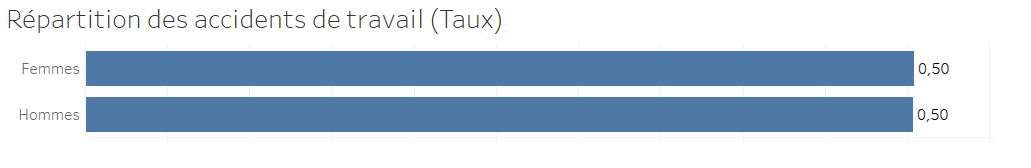 Répartition des accidents de travail (Taux)
Femmes 0,50
Hommes 0,50